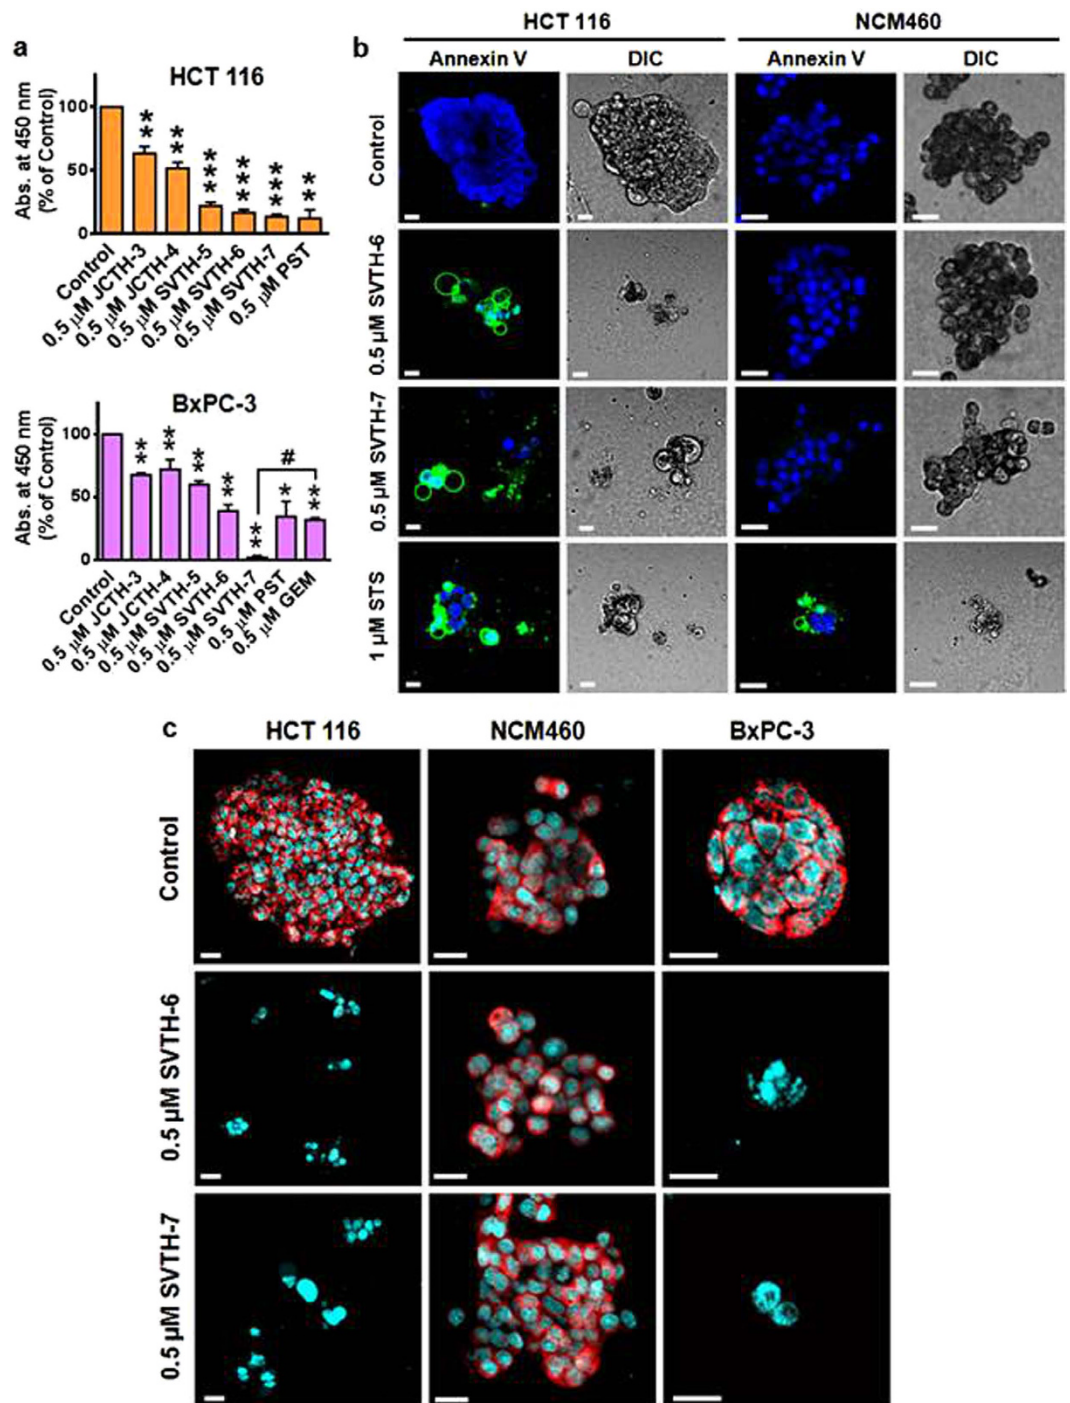 a
HCT 116
Abs. at 450 nm
(% of Control)
100
50
0
**
**
***
***
***
**
Control
0.5 µM JCTH-3
0.5 µM JCTH-4
0.5 µM SVTH-5
0.5 µM SVTH-6
0.5 µM SVTH-7
0.5 µM PST
BxPC-3
Abs. at 450 nm
(% of Control)
100
50
0
**
**
**
**
**
*
**
#
Control
0.5 µM JCTH-3
0.5 µM JCTH-4
0.5 µM SVTH-5
0.5 µM SVTH-6
0.5 µM SVTH-7
0.5 µM PST
0.5 µM GEM
b
HCT 116
NCM460
Annexin V
DIC
Annexin V
DIC
Control
0.5 µM SVTH-6
0.5 µM SVTH-7
1 µM STS
c
HCT 116
NCM460
BxPC-3
Control
0.5 µM SVTH-6
0.5 µM SVTH-7